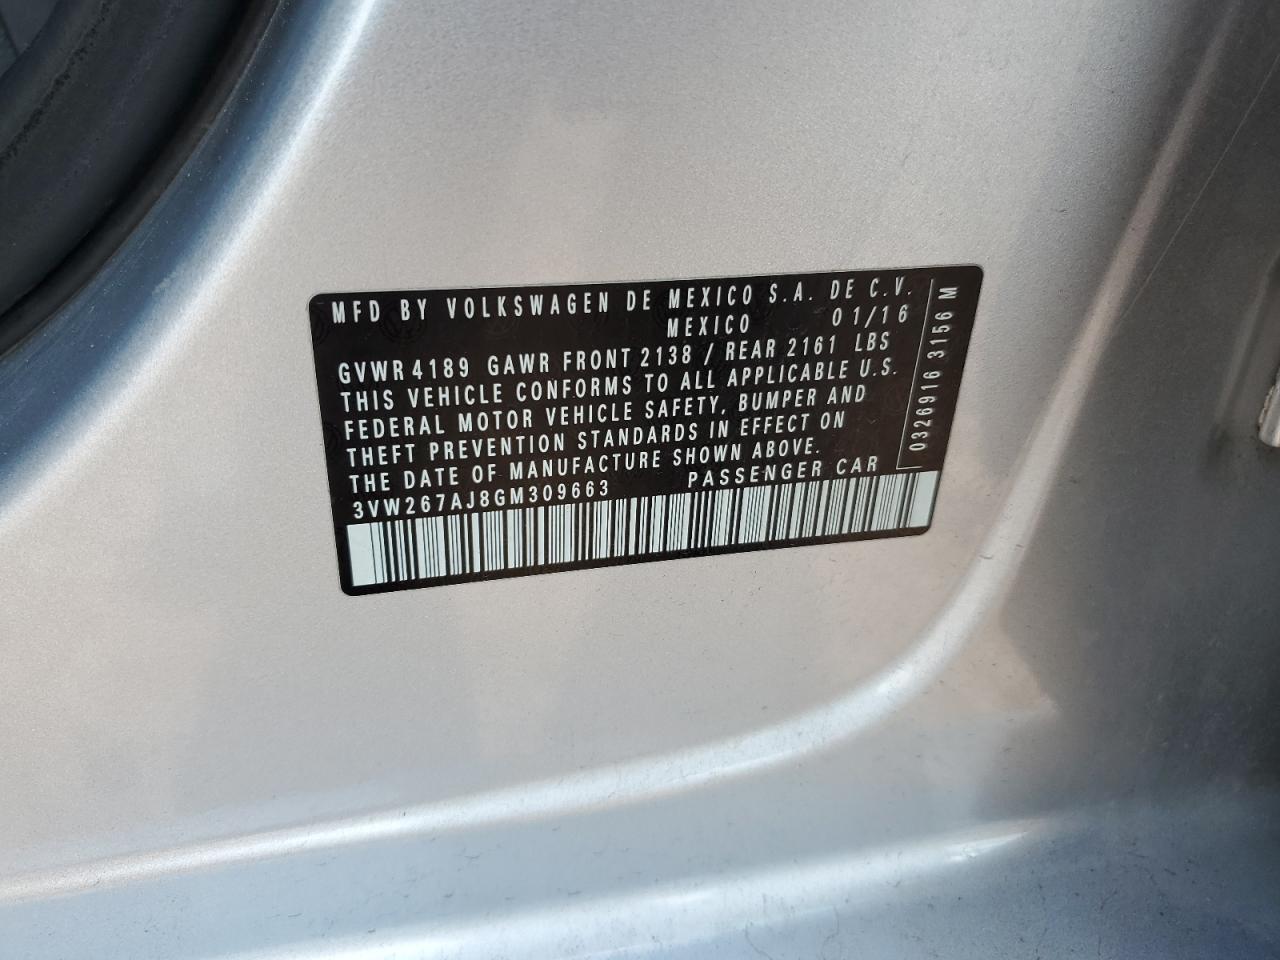 MFD BY VOLKSWAGEN DE MEXICO S.A. DE C.V.
MEXICO 01/16
GVWR 4189 GAWR FRONT 2138 / REAR 2161 LBS
THIS VEHICLE CONFORMS TO ALL APPLICABLE U.S.
FEDERAL MOTOR VEHICLE SAFETY, BUMPER AND
THEFT PREVENTION STANDARDS IN EFFECT ON
THE DATE OF MANUFACTURE SHOWN ABOVE.
3VW267AJ8GM309663 PASSENGER CAR
0326916 3156 M